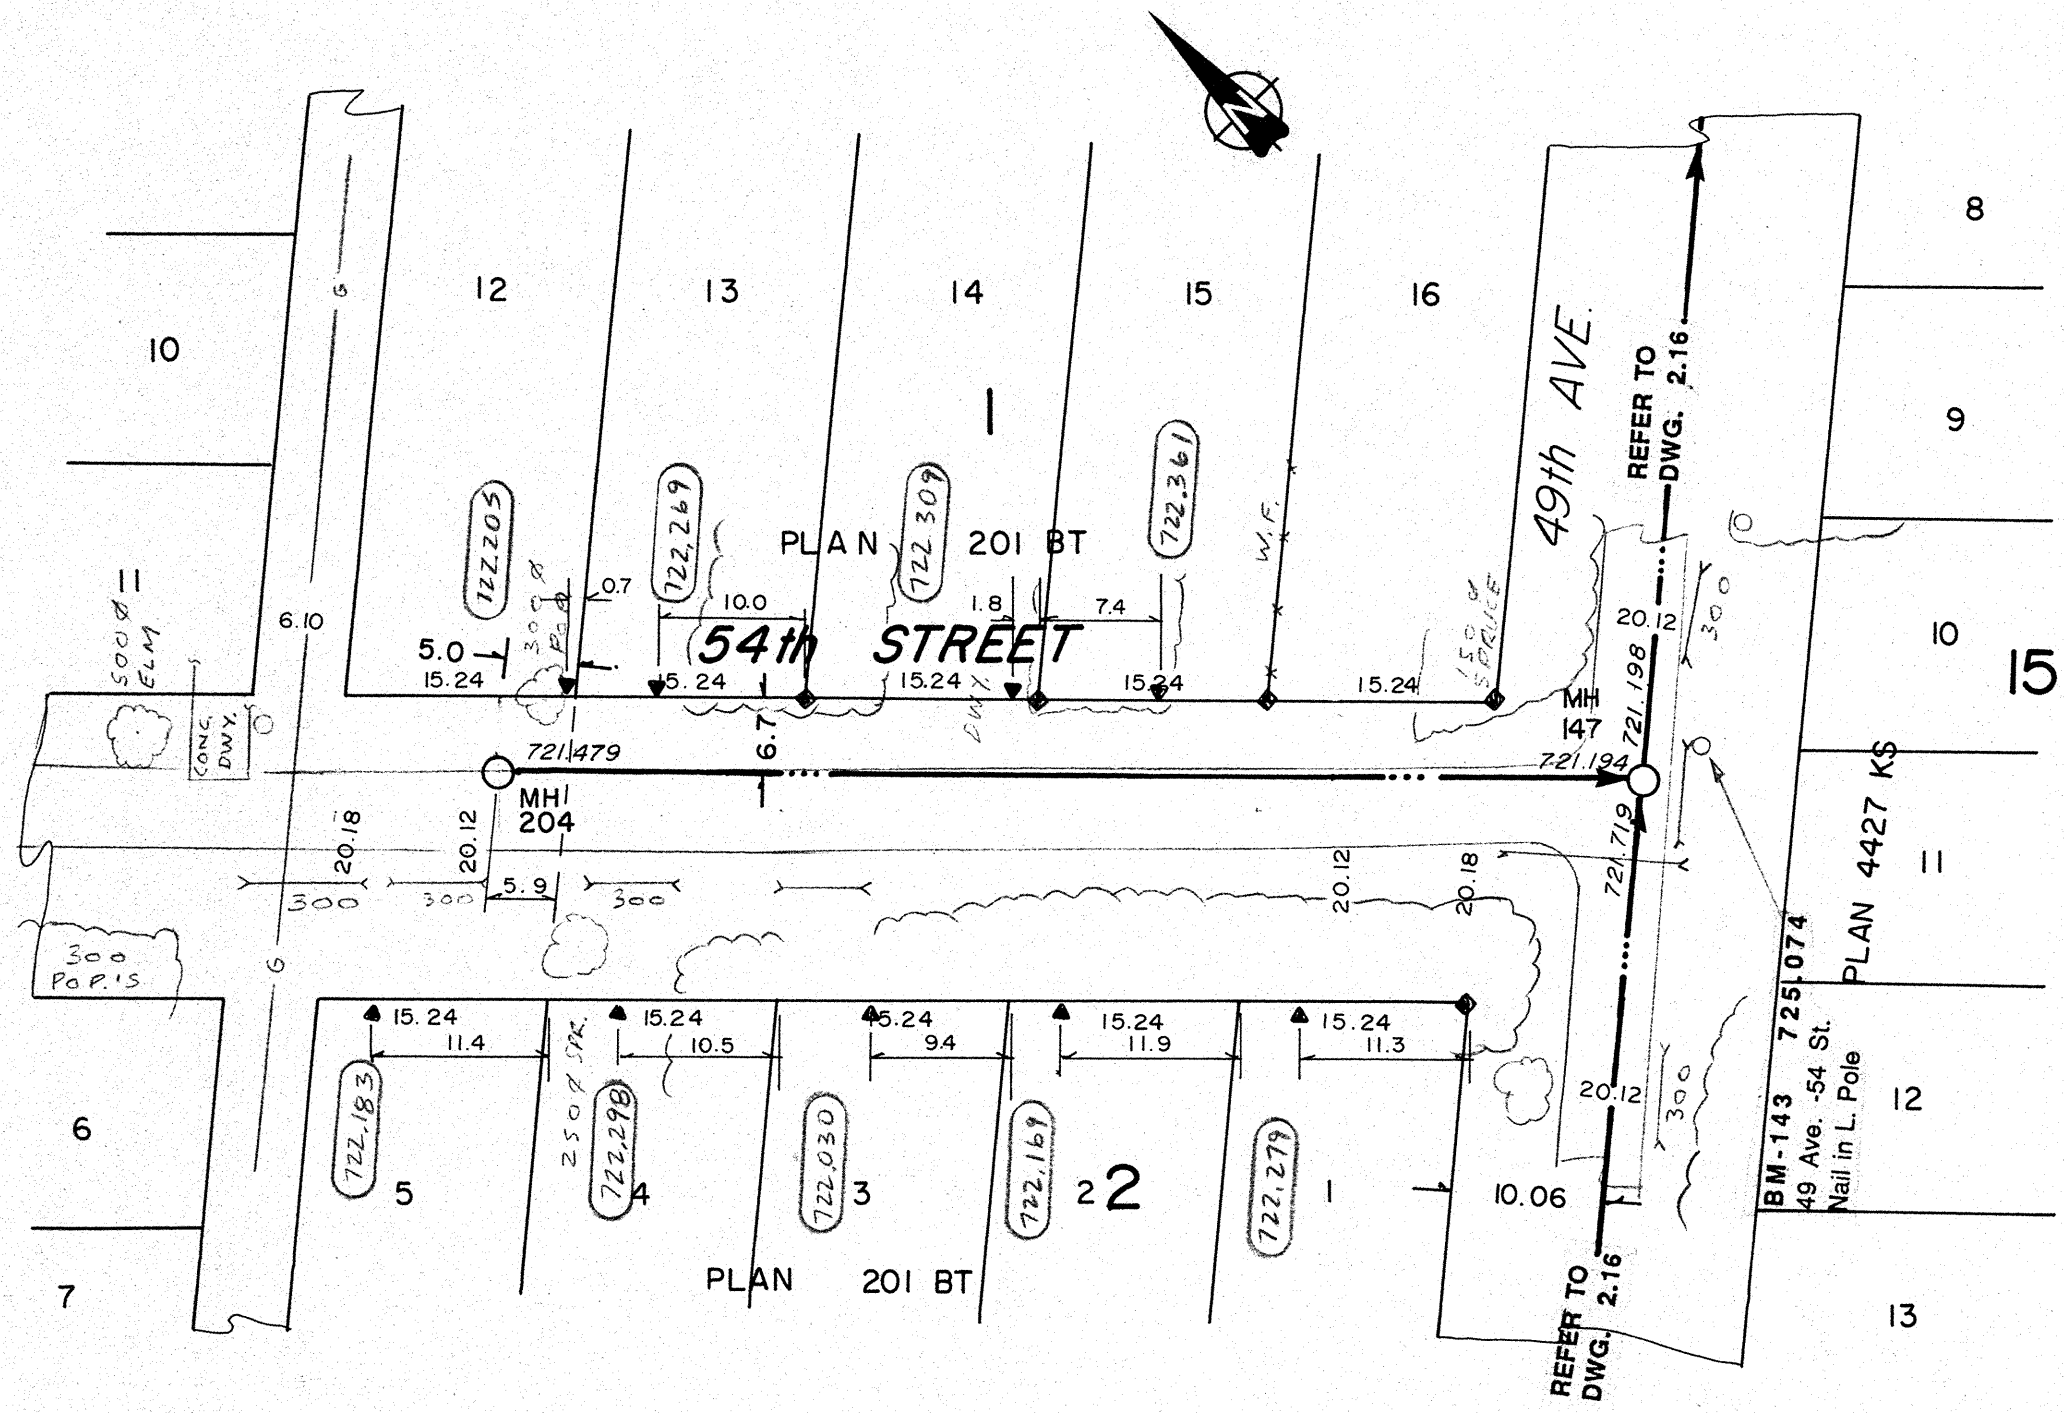 N
8
12
13
14
15
16
10
G
49th AVE.
REFER TO
DWG. 2.16
9
1
722.205
722.269
722.309
722.361
PLAN 201 BT
W.F.
11
500Ø
ELM
300Ø
POP
150Ø
SPRUCE
6.10
0.7
10.0
1.8
7.4
20.12
300
10
5.0
54th STREET
15
15.24
15.24
15.24
15.24
15.24
DWY.
MH
147
721.198
CONC.
DWY.
6.7
721.479
721.194
MH
204
PLAN 4427 KS
20.18
20.12
721.719
20.12
20.18
11
300
300
5.9
300
300
POP.'S
G
BM-143 725.074
49 Ave. -54 St.
Nail in L. Pole
15.24
15.24
15.24
15.24
15.24
11.4
10.5
9.4
11.9
11.3
250Ø SPR.
20.12
300
12
6
722.183
722.298
722.030
722.169
722.279
5
4
3
2
2
1
10.06
PLAN 201 BT
7
13
REFER TO
DWG. 2.16